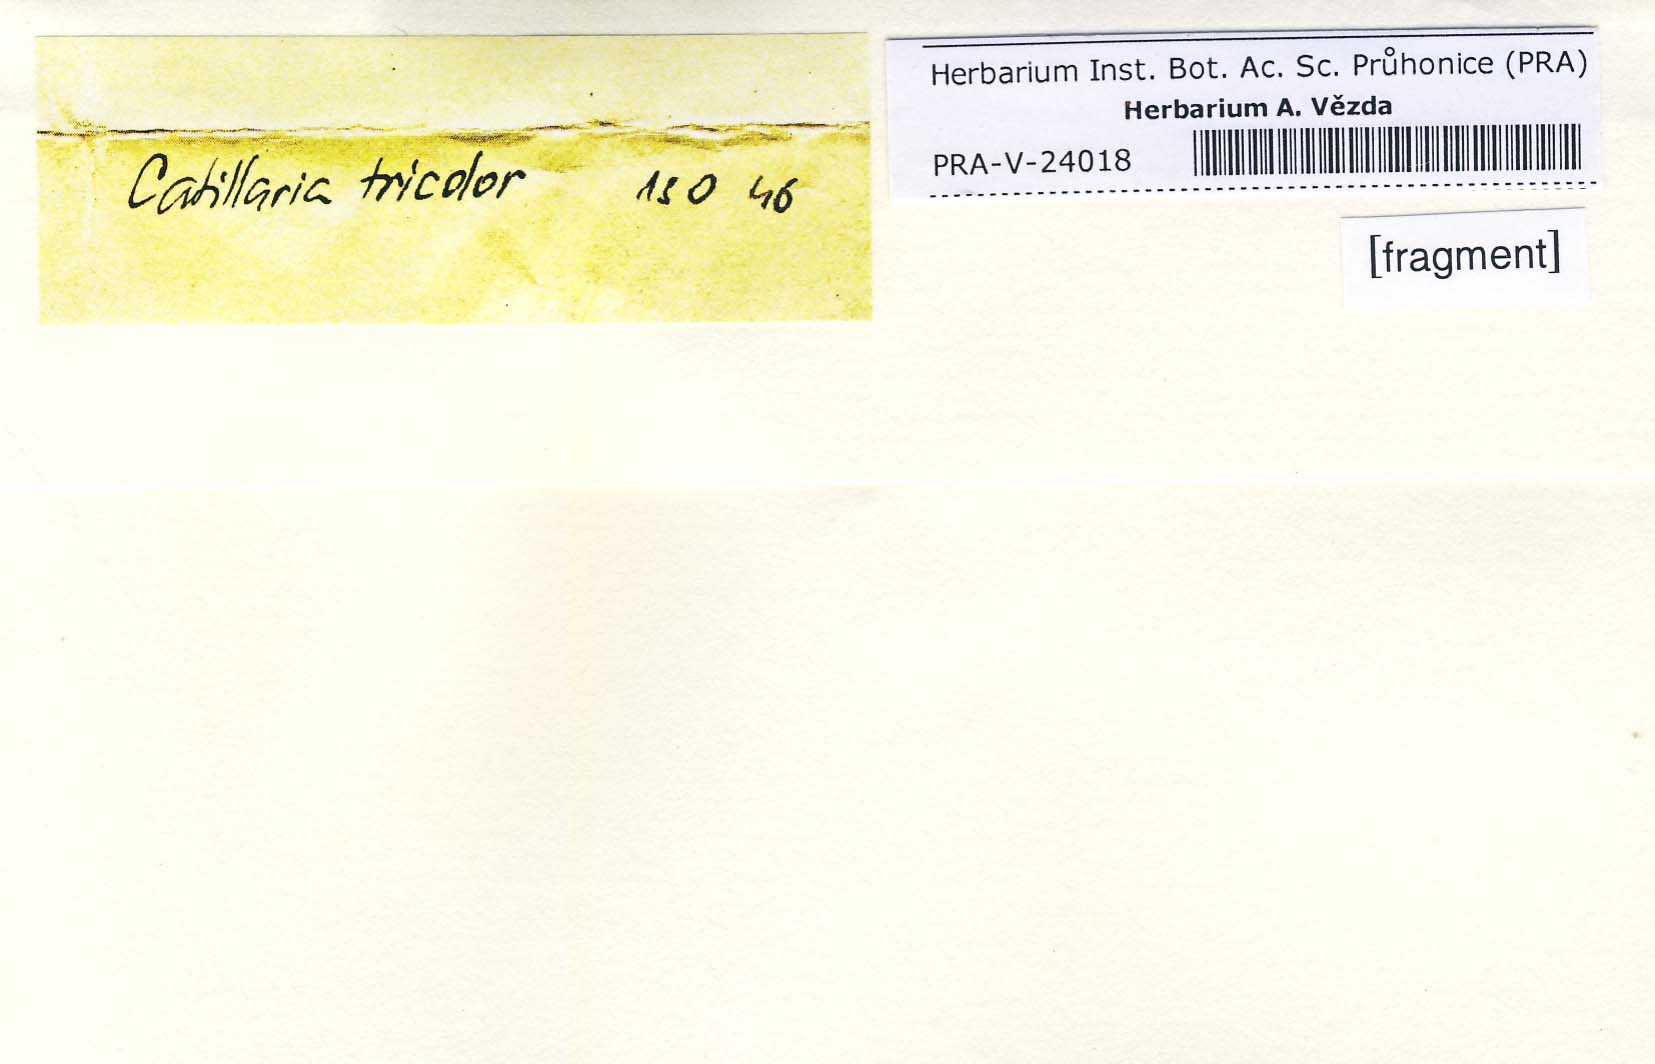 Catillaria tricolor 150 46
Herbarium Inst. Bot. Ac. Sc. Průhonice (PRA)
Herbarium A. Vězda
PRA-V-24018
[fragment]